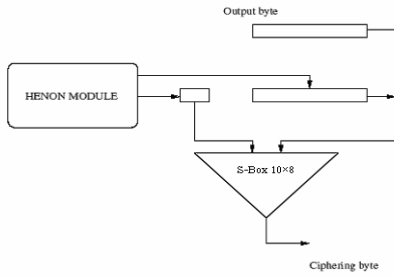 Output byte
HENON MODULE
S-Box 10×8
Ciphering byte